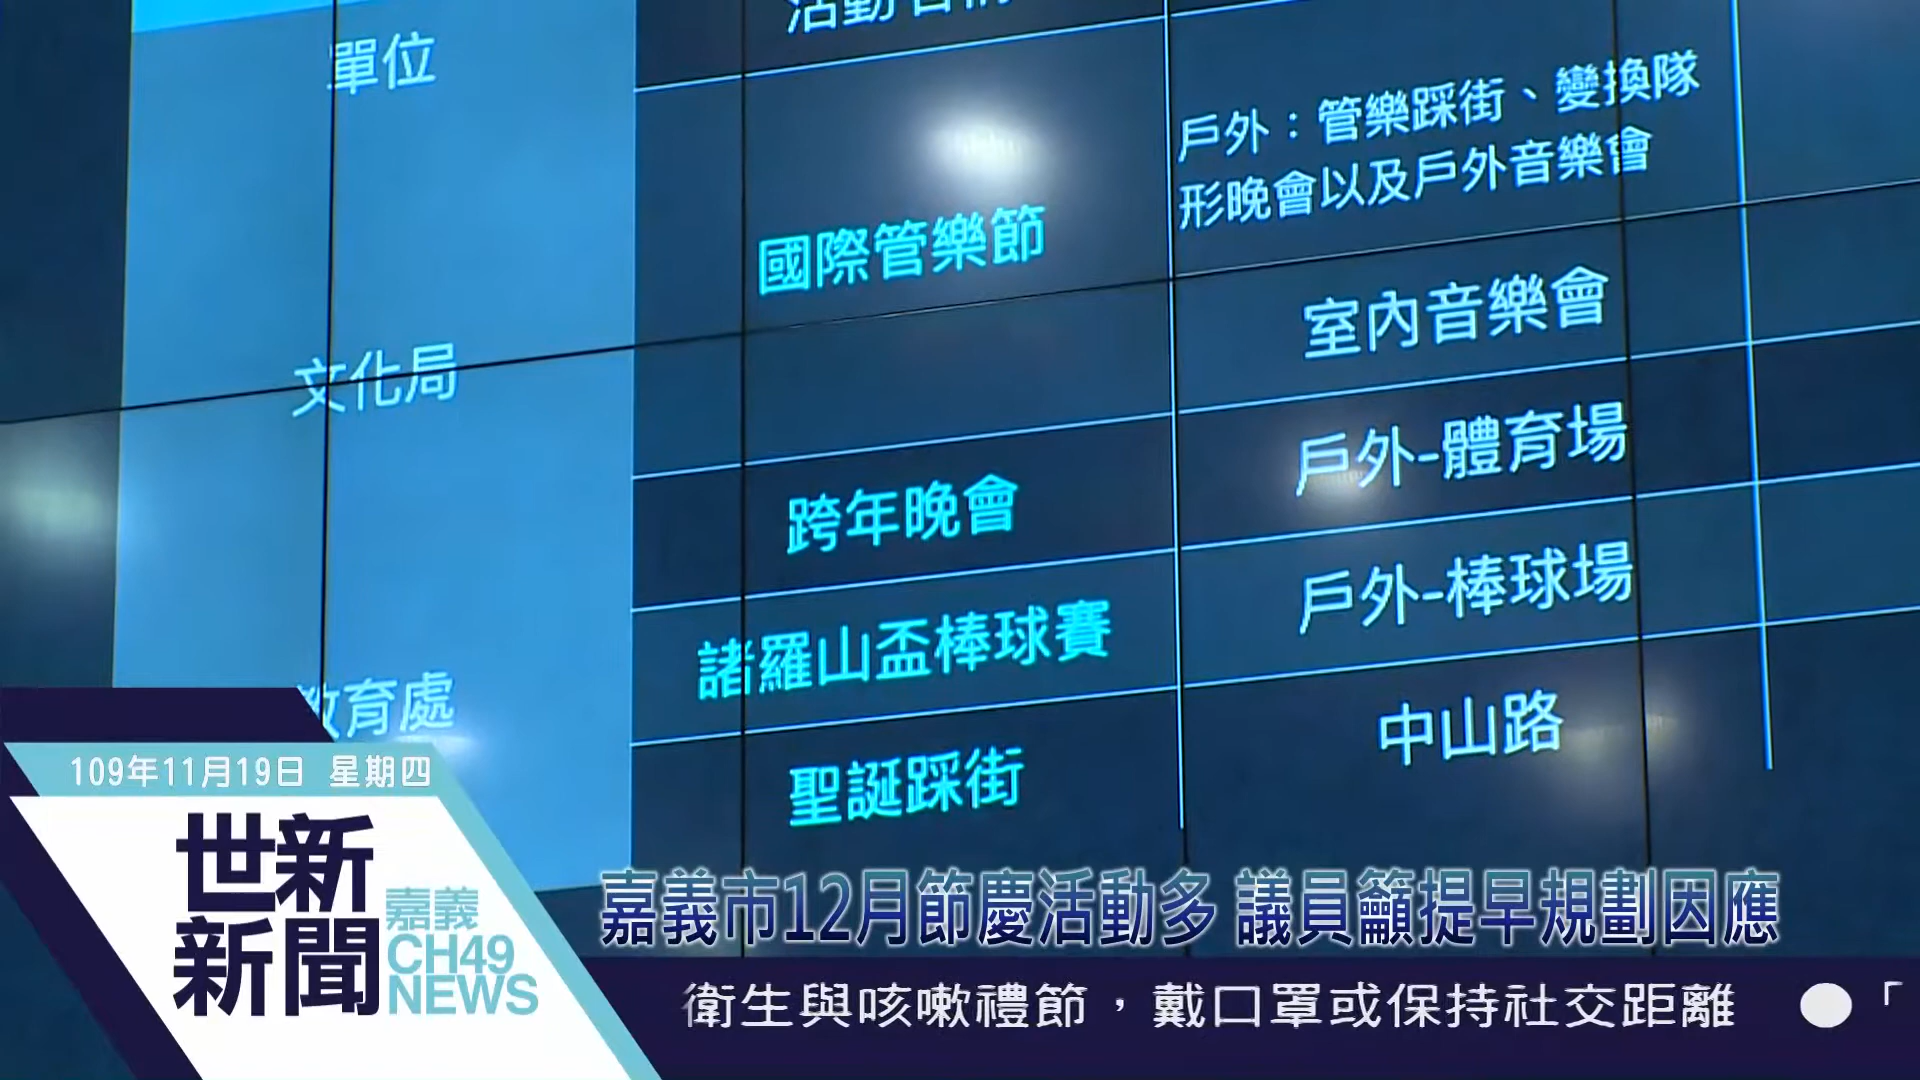 單位
國際管樂節
戶外：管樂踩街、變換隊
形晚會以及戶外音樂會
室內音樂會
文化局
跨年晚會
戶外-體育場
諸羅山盃棒球賽
戶外-棒球場
教育處
聖誕踩街
中山路
109年11月19日 星期四
世新
新聞
嘉義
CH49
NEWS
嘉義市12月節慶活動多 議員籲提早規劃因應
衛生與咳嗽禮節，戴口罩或保持社交距離 ●「